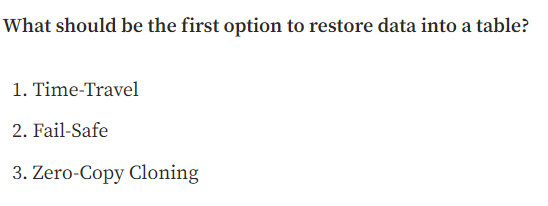 What should be the first option to restore data into a table?
1. Time-Travel
2. Fail-Safe
3. Zero-Copy Cloning